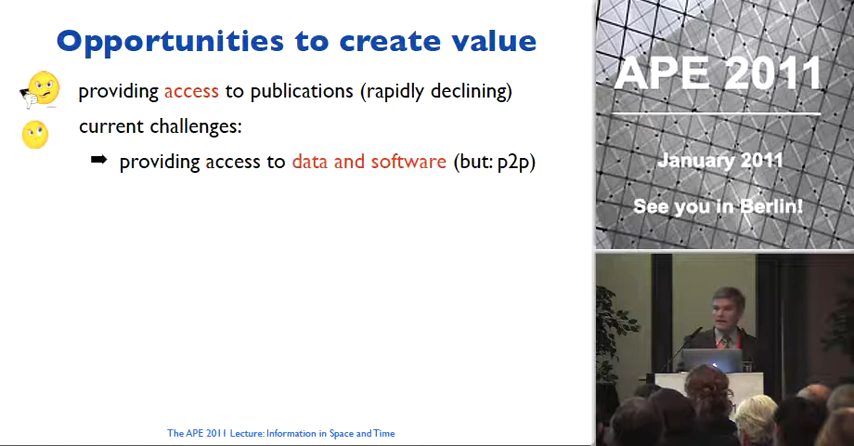 Opportunities to create value
providing access to publications (rapidly declining)
current challenges:
➡ providing access to data and software (but: p2p)
The APE 2011 Lecture: Information in Space and Time
APE 2011
January 2011
See you in Berlin!